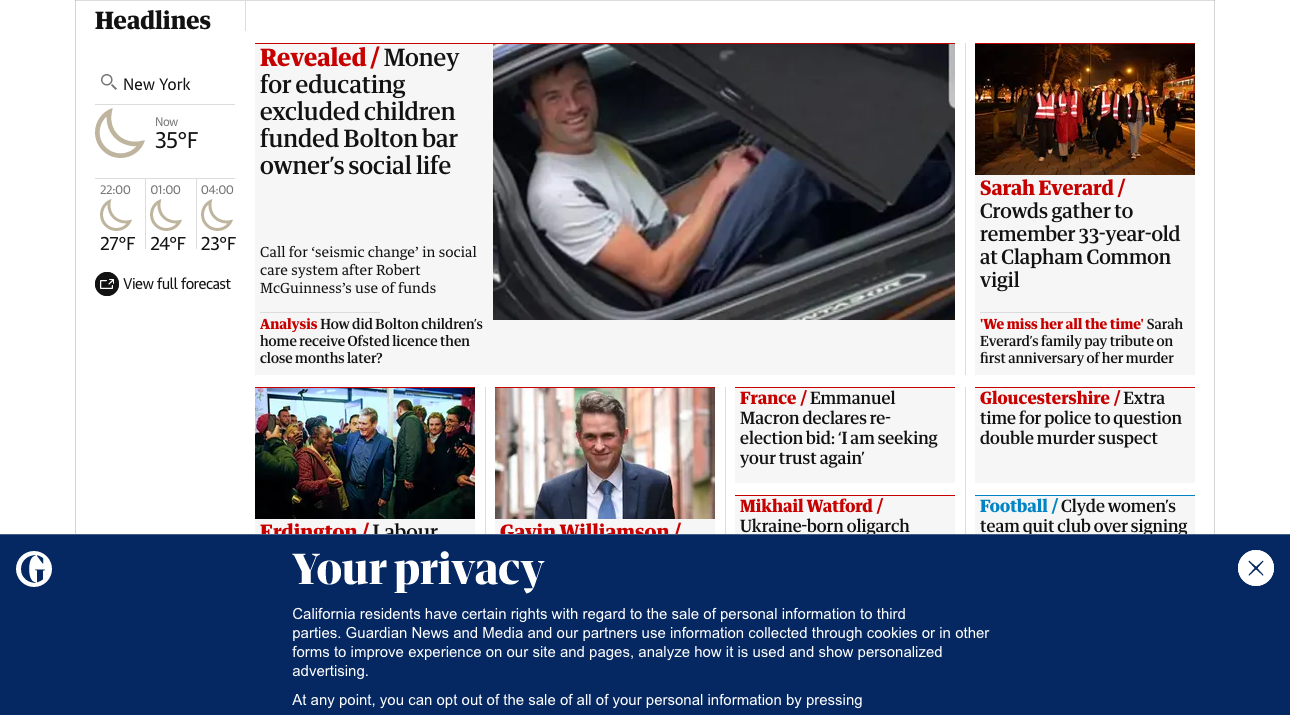 Headlines
New York
Now
35°F
22:00
01:00
04:00
27°F
24°F
23°F
View full forecast
Revealed / Money
for educating
excluded children
funded Bolton bar
owner's social life
Call for 'seismic change' in social
care system after Robert
McGuinness's use of funds
Analysis How did Bolton children's
home receive Ofsted licence then
close months later?
Sarah Everard /
Crowds gather to
remember 33-year-old
at Clapham Common
vigil
'We miss her all the time' Sarah
Everard's family pay tribute on
first anniversary of her murder
Erdington / Labour
Gavin Williamson /
France / Emmanuel
Macron declares re-
election bid: 'I am seeking
your trust again'
Mikhail Watford /
Ukraine-born oligarch
Gloucestershire / Extra
time for police to question
double murder suspect
Football / Clyde women's
team quit club over signing
G
Your privacy
California residents have certain rights with regard to the sale of personal information to third
parties. Guardian News and Media and our partners use information collected through cookies or in other
forms to improve experience on our site and pages, analyze how it is used and show personalized
advertising.
At any point, you can opt out of the sale of all of your personal information by pressing